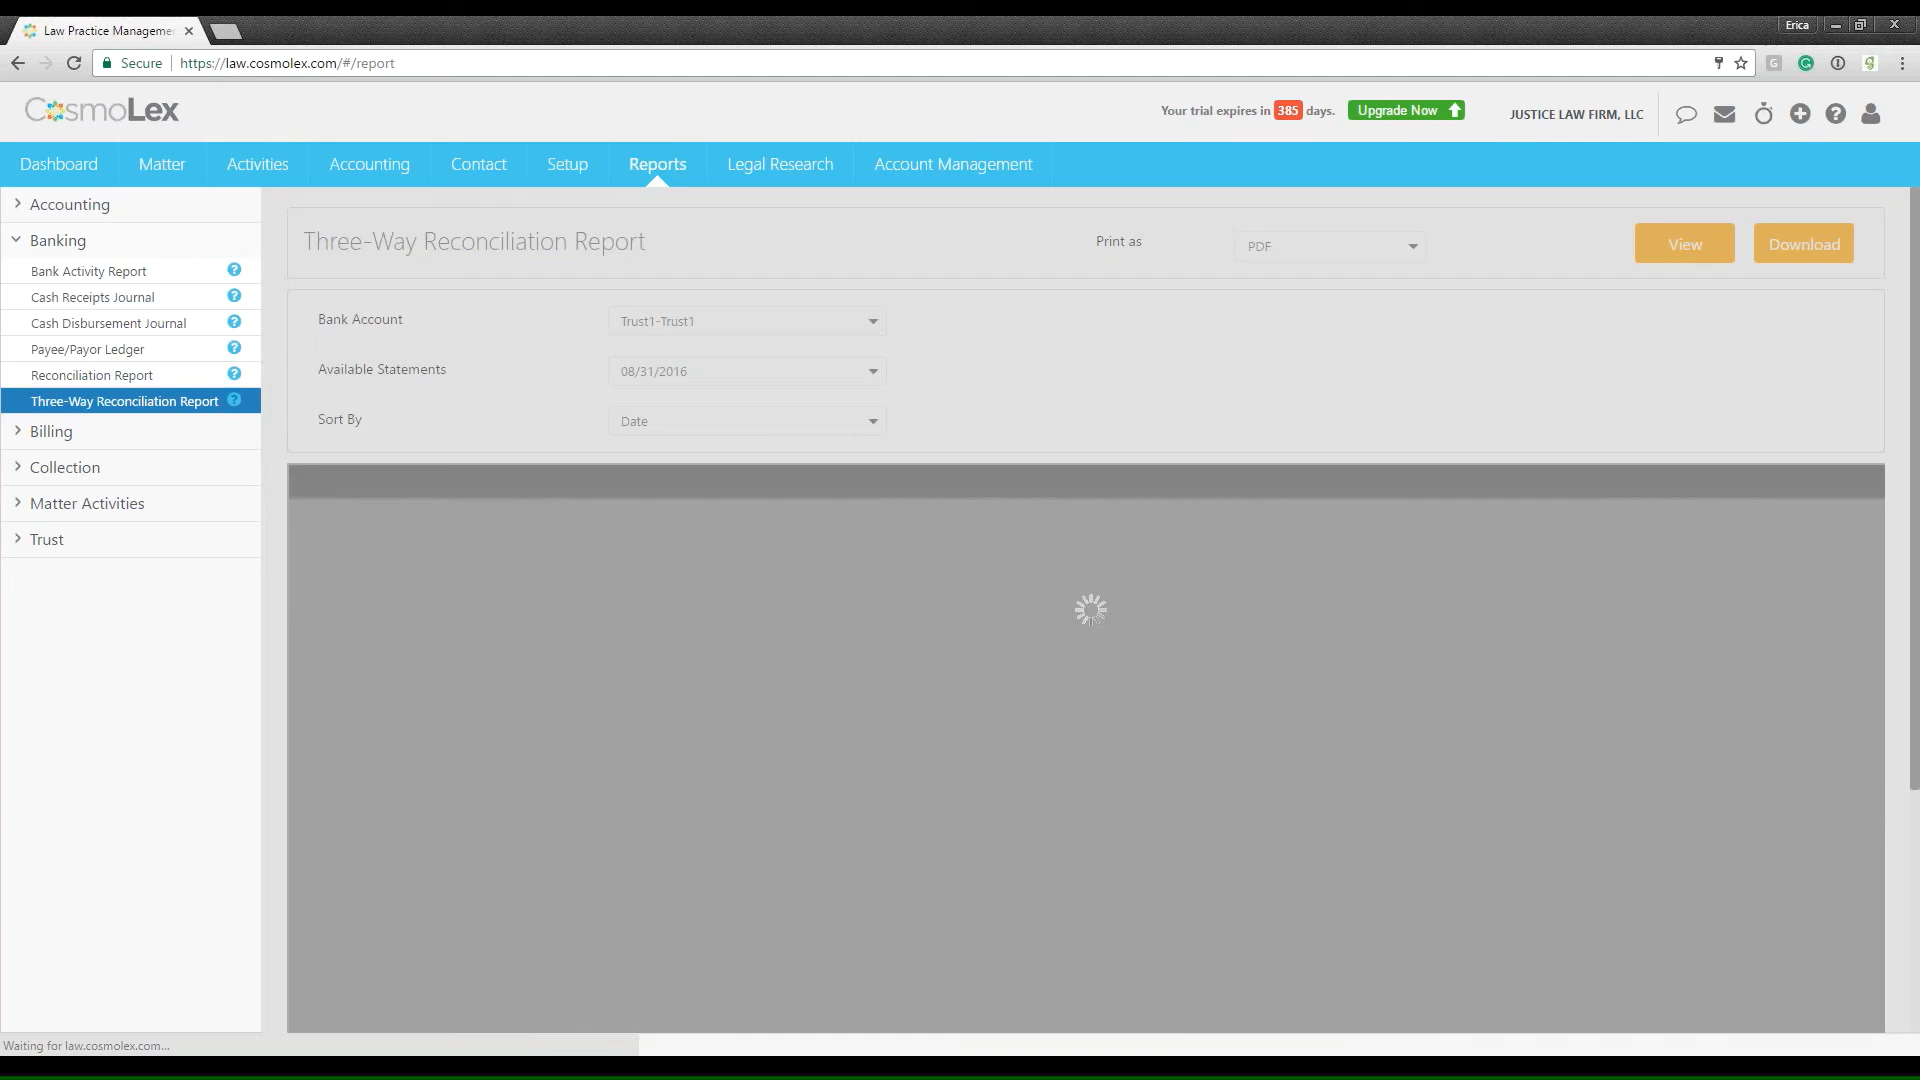 Law Practice Managemen
Erica
Secure
https://law.cosmolex.com/#/report
CosmoLex
Your trial expires in 385 days.
Upgrade Now
JUSTICE LAW FIRM, LLC
Dashboard
Matter
Activities
Accounting
Contact
Setup
Reports
Legal Research
Account Management
Accounting
Banking
Bank Activity Report
Cash Receipts Journal
Cash Disbursement Journal
Payee/Payor Ledger
Reconciliation Report
Three-Way Reconciliation Report
Billing
Collection
Matter Activities
Trust
Three-Way Reconciliation Report
Print as
PDF
View
Download
Bank Account
Trust1-Trust1
Available Statements
08/31/2016
Sort By
Date
Waiting for law.cosmolex.com...